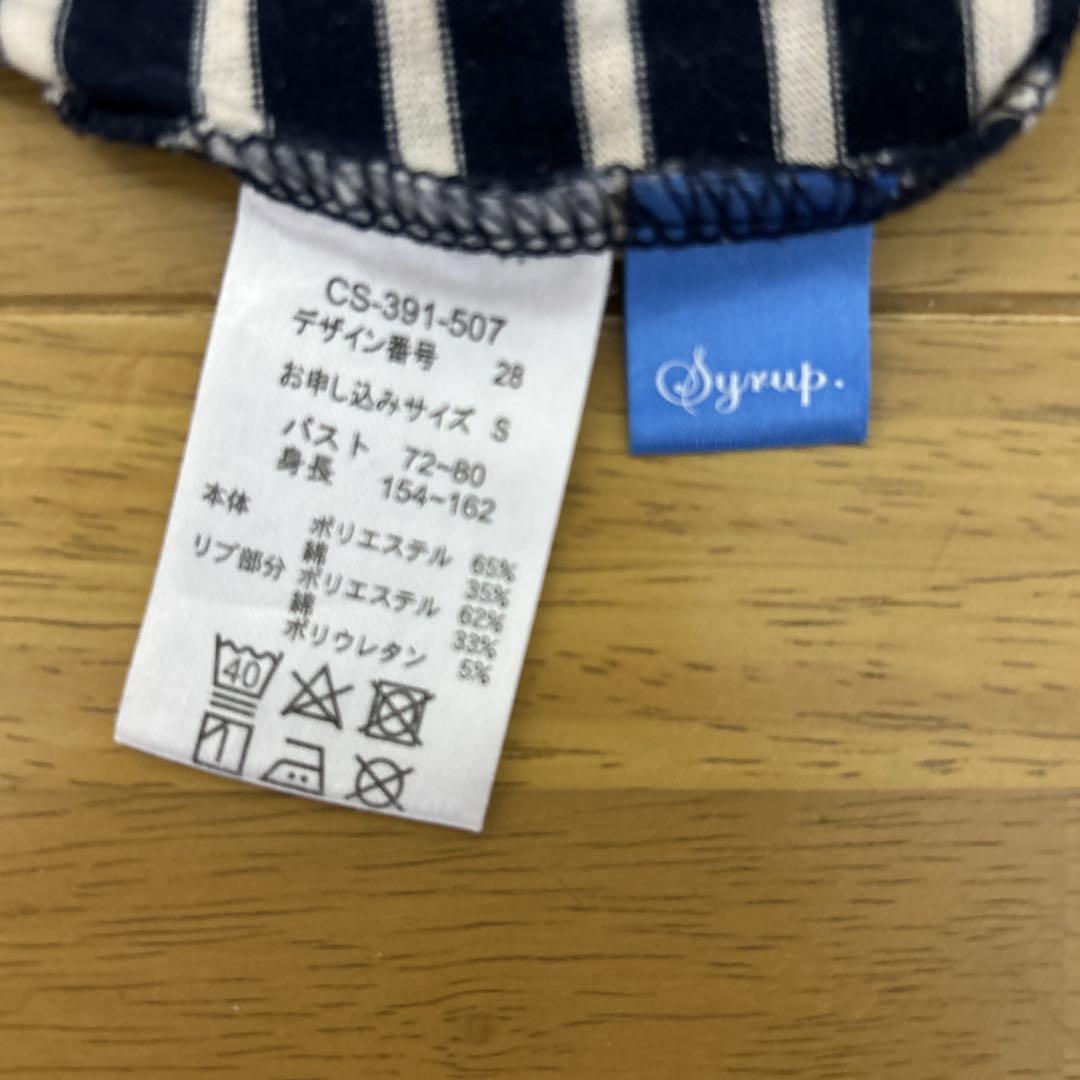 CS-391-507
デザイン番号 28
お申し込みサイズ S
バスト 72~80
身長 154~162
本体 ポリエステル 65%
綿 35%
リブ部分 ポリエステル 62%
綿 33%
ポリウレタン 5%
40
Syrup.